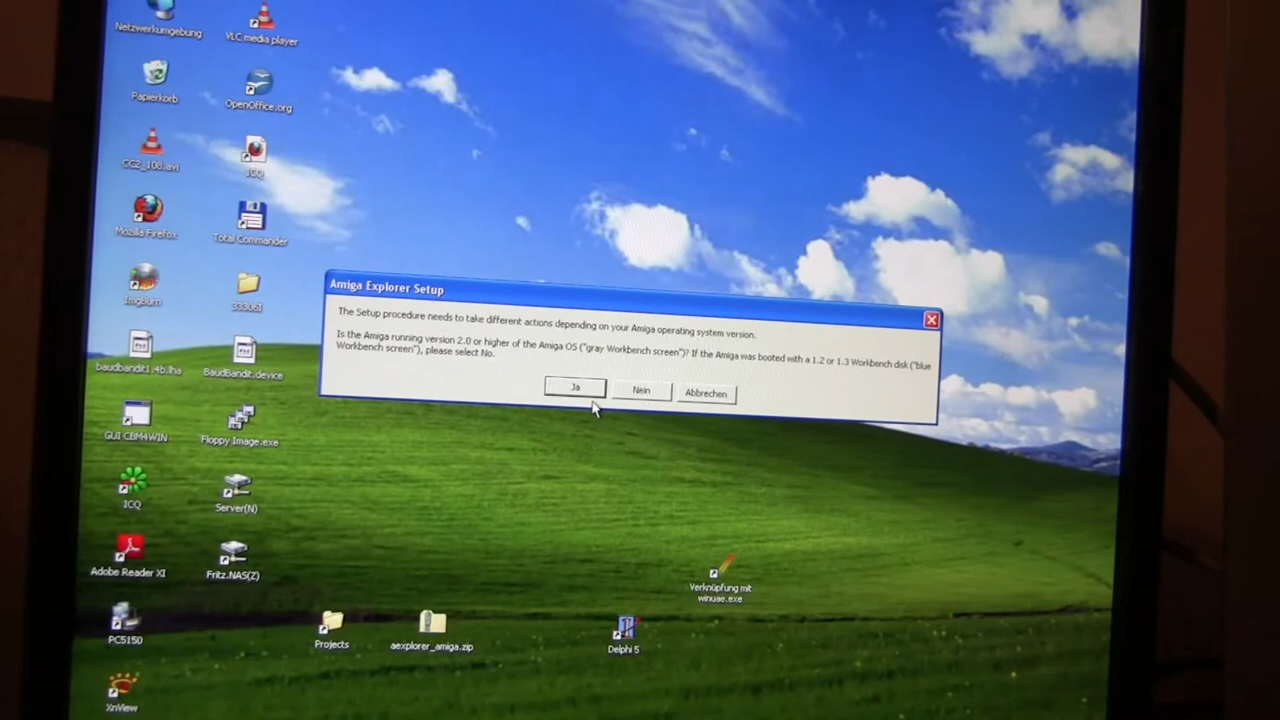 Netzwerkumgebung
VLC media player
Papierkorb
OpenOffice.org
CC2_108.avi
ICQ
Mozilla Firefox
Total Commander
ImgBurn
33306I
baudbandit1.4b.lha
BaudBandit.device
GUI CBM4WIN
Floppy Image.exe
ICQ
Server(N)
Adobe Reader XI
Fritz.NAS(Z)
PC5150
XnView
Projects
aexplorer_amiga.zip
Delphi 5
Verknüpfung mit
winuae.exe
Amiga Explorer Setup
The Setup procedure needs to take different actions depending on your Amiga operating system version.
Is the Amiga running version 2.0 or higher of the Amiga OS ("gray Workbench screen")? If the Amiga was booted with a 1.2 or 1.3 Workbench disk ("blue
Workbench screen"), please select No.
Ja
Nein
Abbrechen